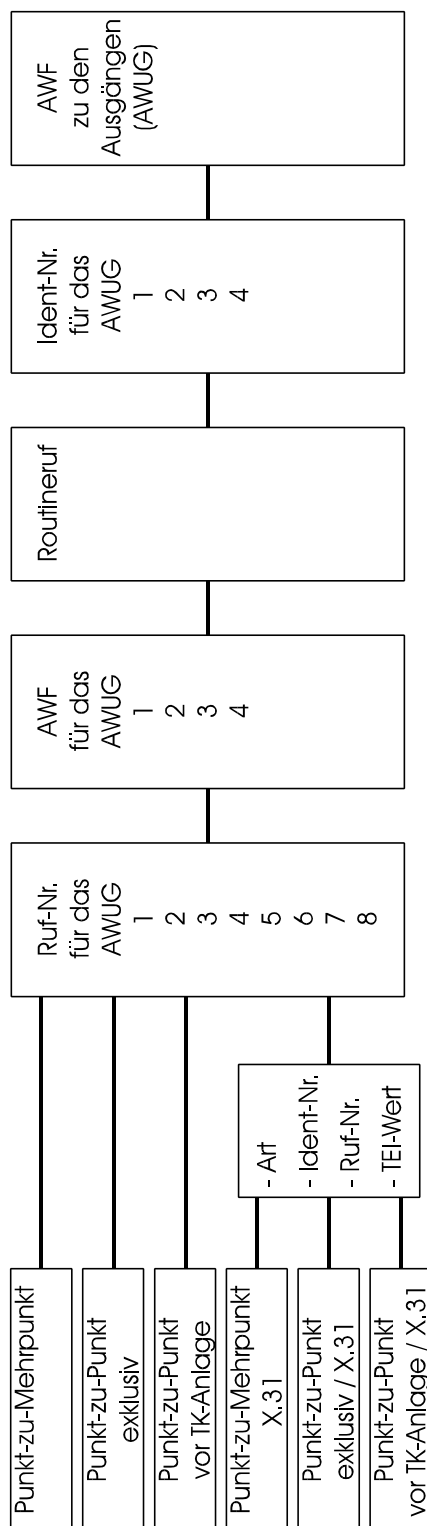 Punkt-zu-Mehrpunkt
Punkt-zu-Punkt
exklusiv
Punkt-zu-Punkt
vor TK-Anlage
Punkt-zu-Mehrpunkt
X.31
Punkt-zu-Punkt
exklusiv / X.31
Punkt-zu-Punkt
vor TK-Anlage / X.31
- Art
- Ident-Nr.
- Ruf-Nr.
- TEI-Wert
Ruf-Nr.
für das
AWUG
1
2
3
4
5
6
7
8
AWF
für das
AWUG
1
2
3
4
Routineruf
Ident-Nr.
für das
AWUG
1
2
3
4
AWF
zu den
Ausgängen
(AWUG)